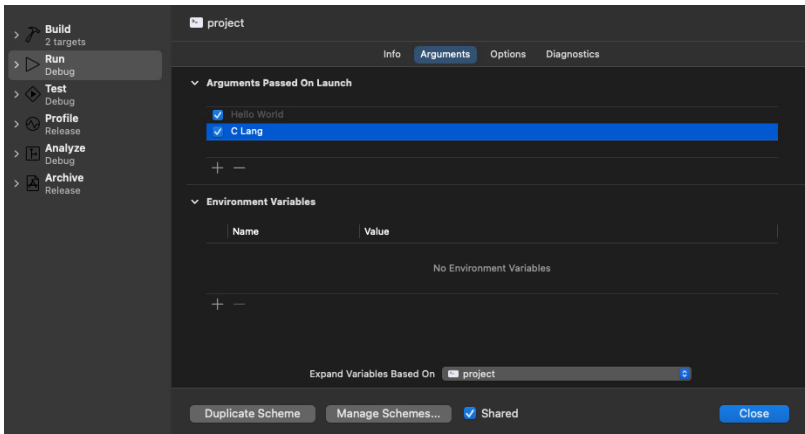 Build
2 targets
Run
Debug
Test
Debug
Profile
Release
Analyze
Debug
Archive
Release
project
Info Arguments Options Diagnostics
Arguments Passed On Launch
Hello World
C Lang
Environment Variables
Name Value
No Environment Variables
Expand Variables Based On project
Duplicate Scheme Manage Schemes... Shared Close